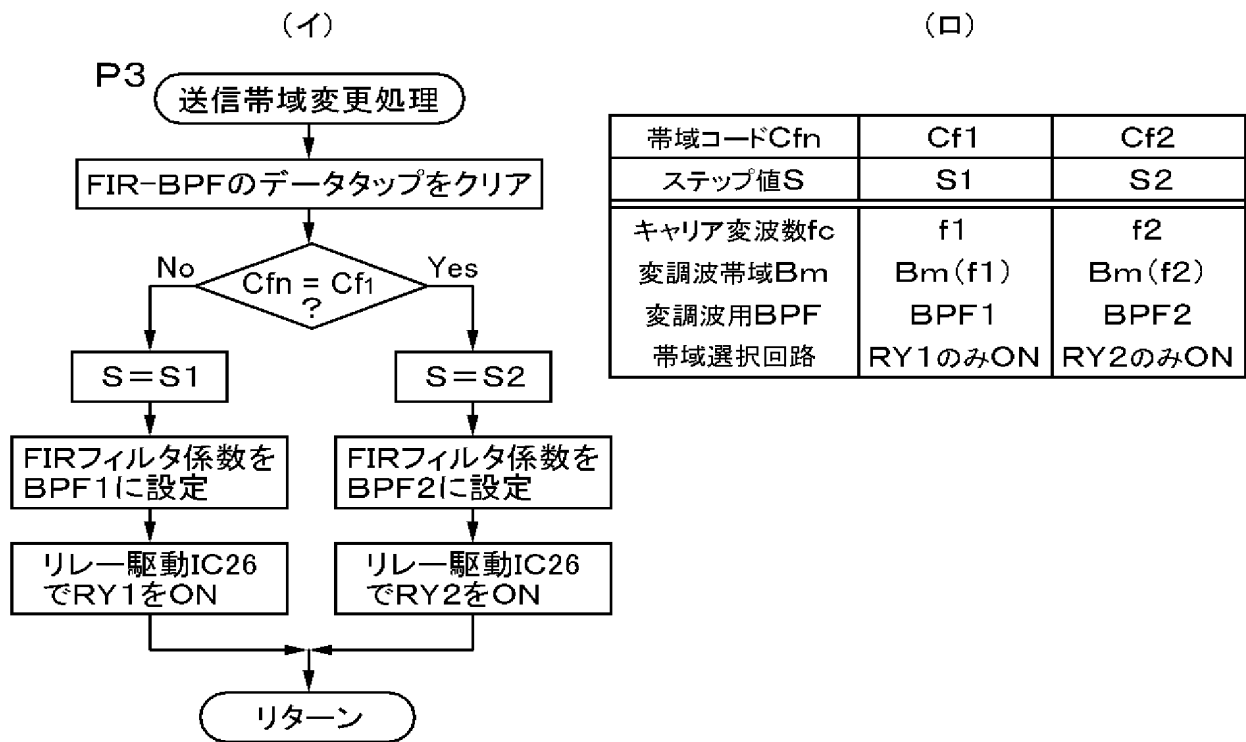 (イ)
P3
送信帯域変更処理
FIR-BPFのデータタップをクリア
No
Cfn = Cf1
?
Yes
S=S1
S=S2
FIRフィルタ係数を
BPF1に設定
FIRフィルタ係数を
BPF2に設定
リレー駆動IC26
でRY1をON
リレー駆動IC26
でRY2をON
リターン
(ロ)
帯域コードCfn Cf1 Cf2
ステップ値S S1 S2
キャリア変波数fc f1 f2
変調波帯域Bm Bm(f1) Bm(f2)
変調波用BPF BPF1 BPF2
帯域選択回路 RY1のみON RY2のみON